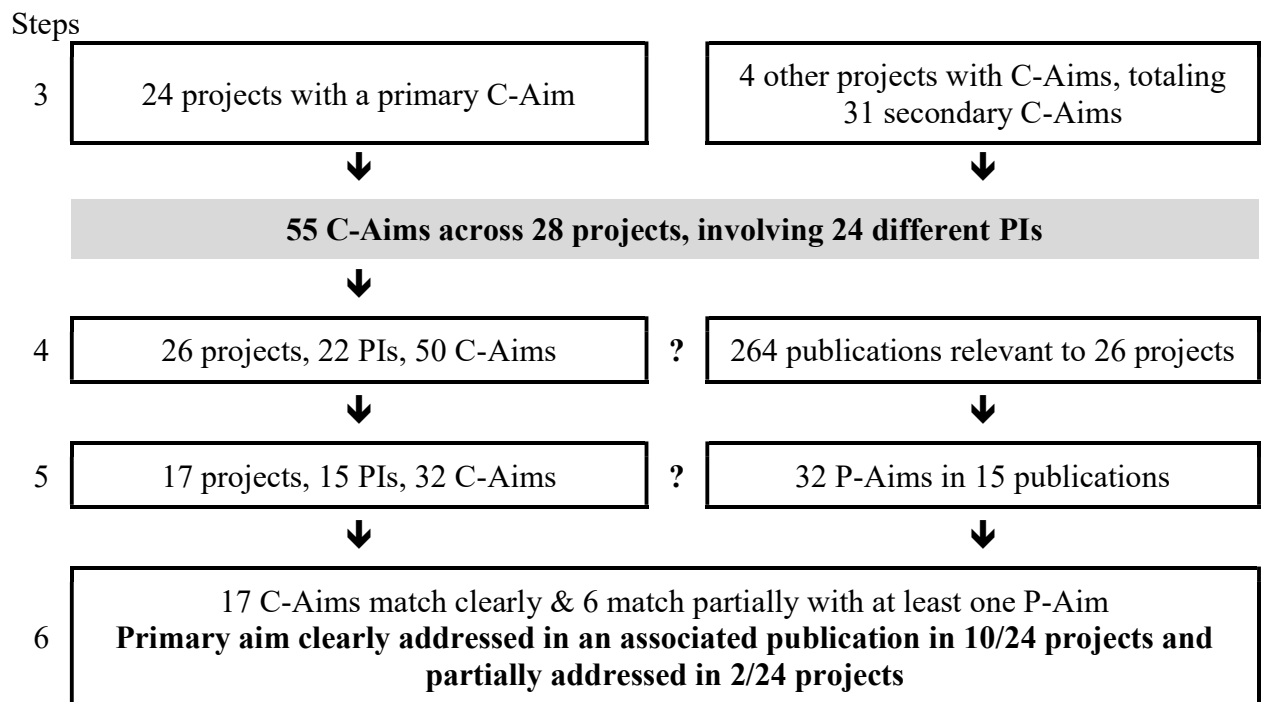 Steps
3
24 projects with a primary C-Aim
4 other projects with C-Aims, totaling
31 secondary C-Aims
55 C-Aims across 28 projects, involving 24 different PIs
4
26 projects, 22 PIs, 50 C-Aims
?
264 publications relevant to 26 projects
5
17 projects, 15 PIs, 32 C-Aims
?
32 P-Aims in 15 publications
6
17 C-Aims match clearly & 6 match partially with at least one P-Aim
Primary aim clearly addressed in an associated publication in 10/24 projects and
partially addressed in 2/24 projects